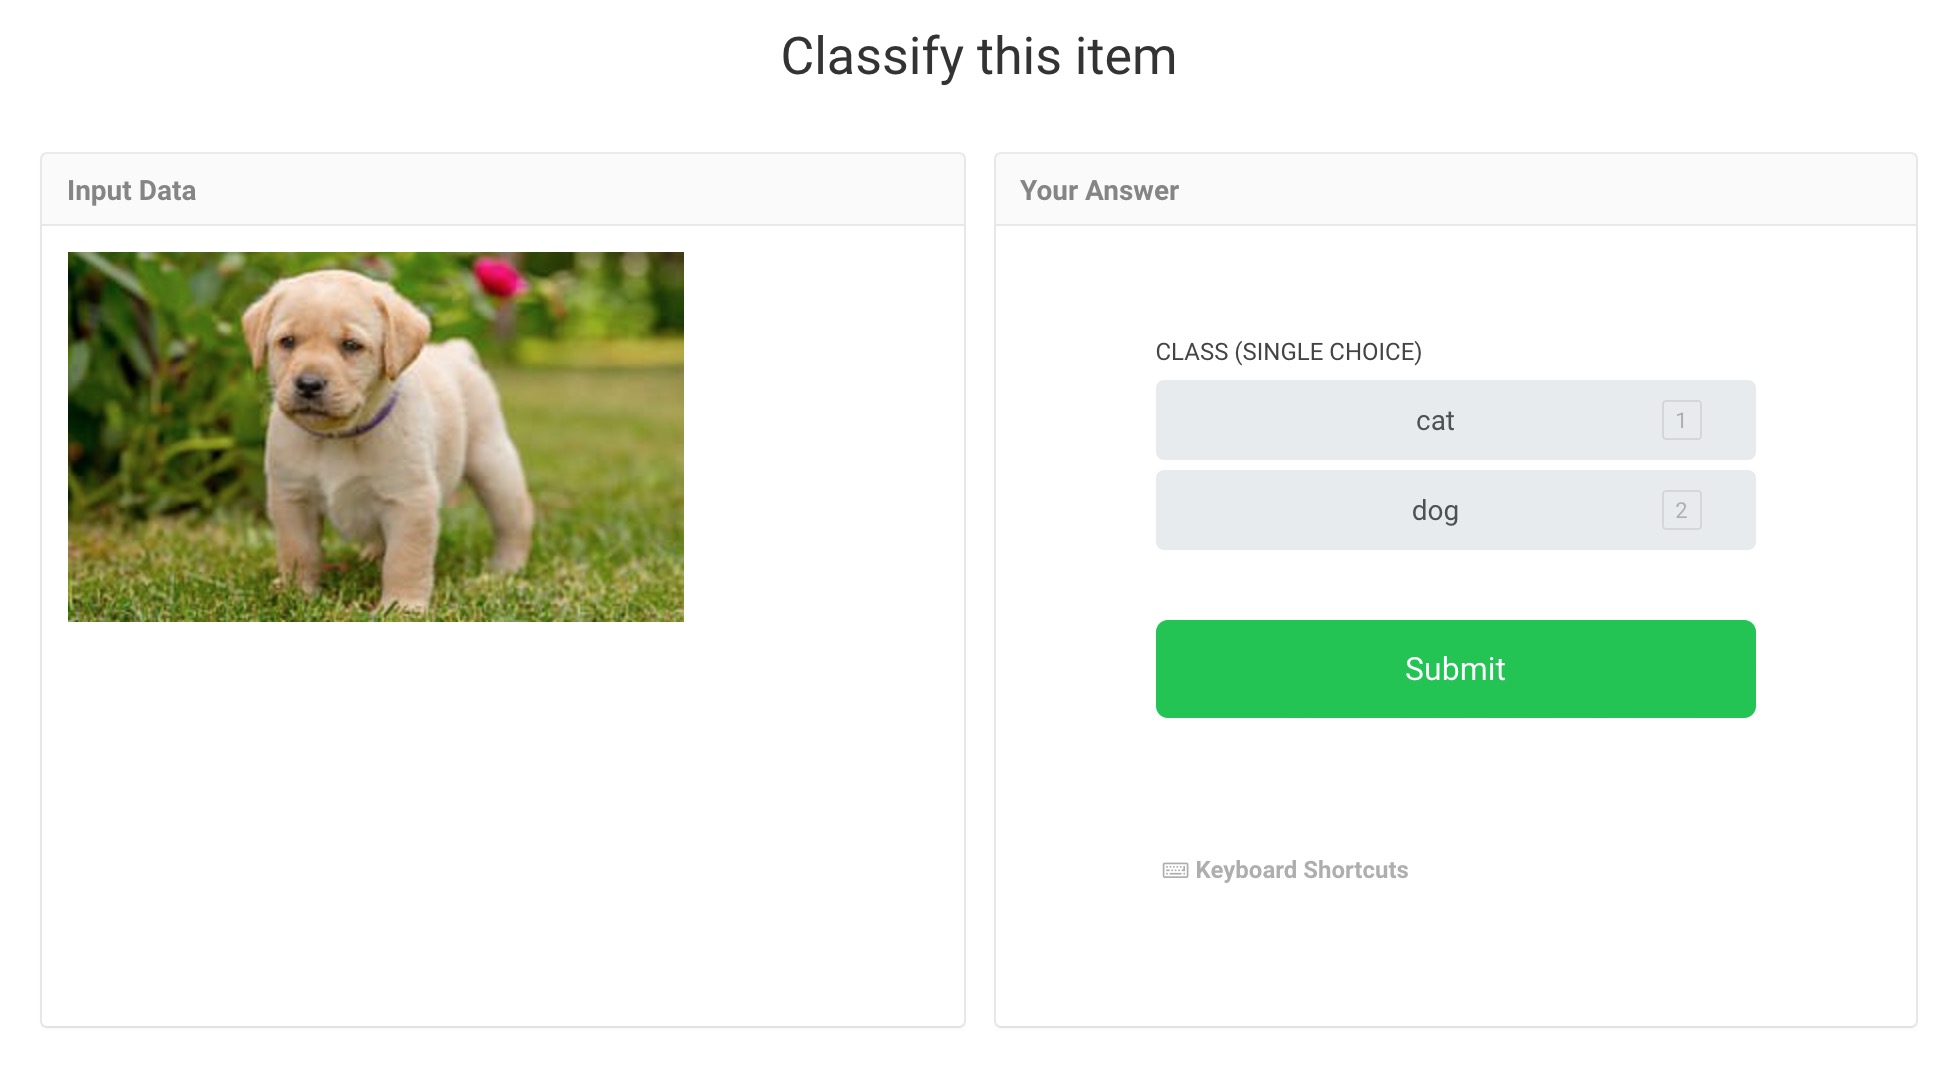 Classify this item
Input Data
Your Answer
CLASS (SINGLE CHOICE)
cat 1
dog 2
Submit
Keyboard Shortcuts